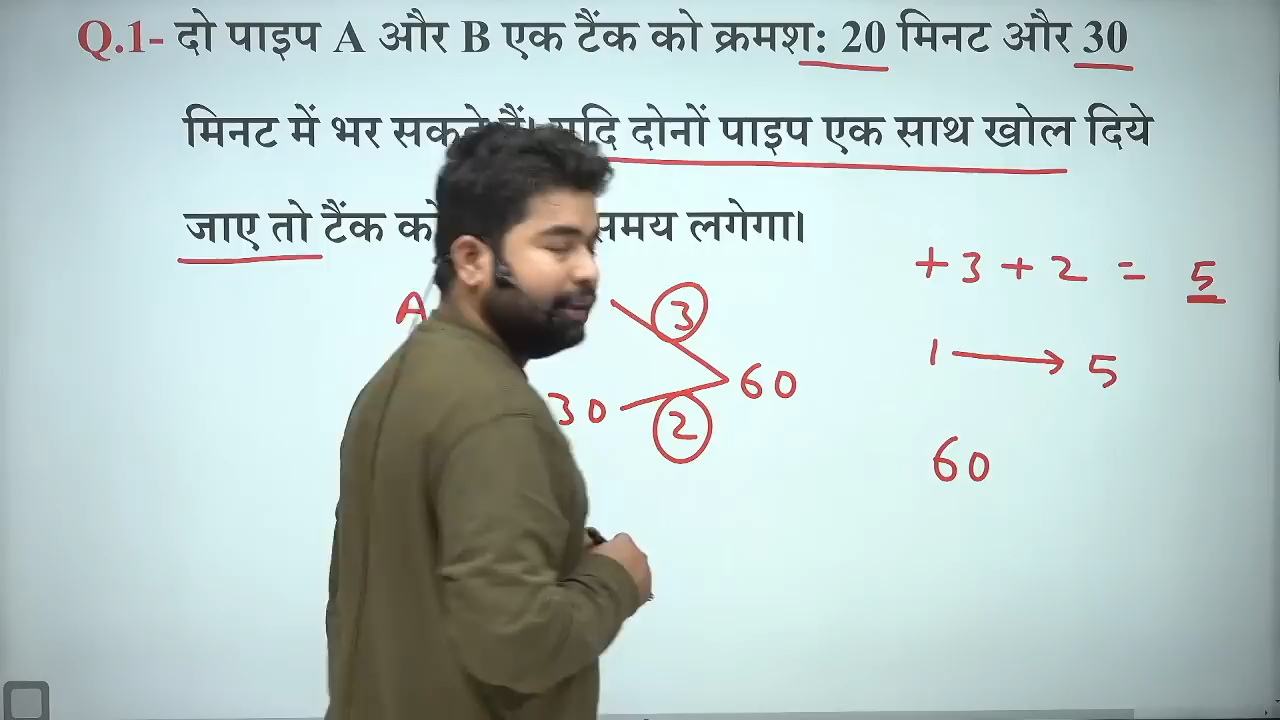 Q.1- दो पाइप A और B एक टैंक को क्रमश: 20 मिनट और 30
मिनट में भर यदि दोनों पाइप एक साथ खोल दिये
जाए तो टैंक समय लगेगा।
+3 + 2 = 5
A 3
1 → 5
30 60
2
60